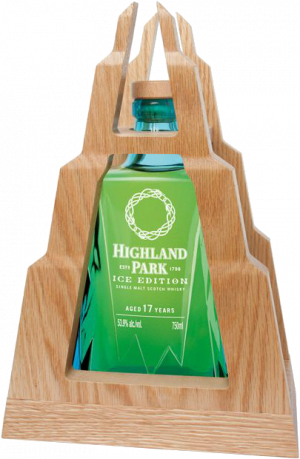 HIGHLAND
PARK
ESTD 1798
ICE EDITION
SINGLE MALT SCOTCH WHISKY
AGED 17 YEARS
53.9% alc./vol. 750ml